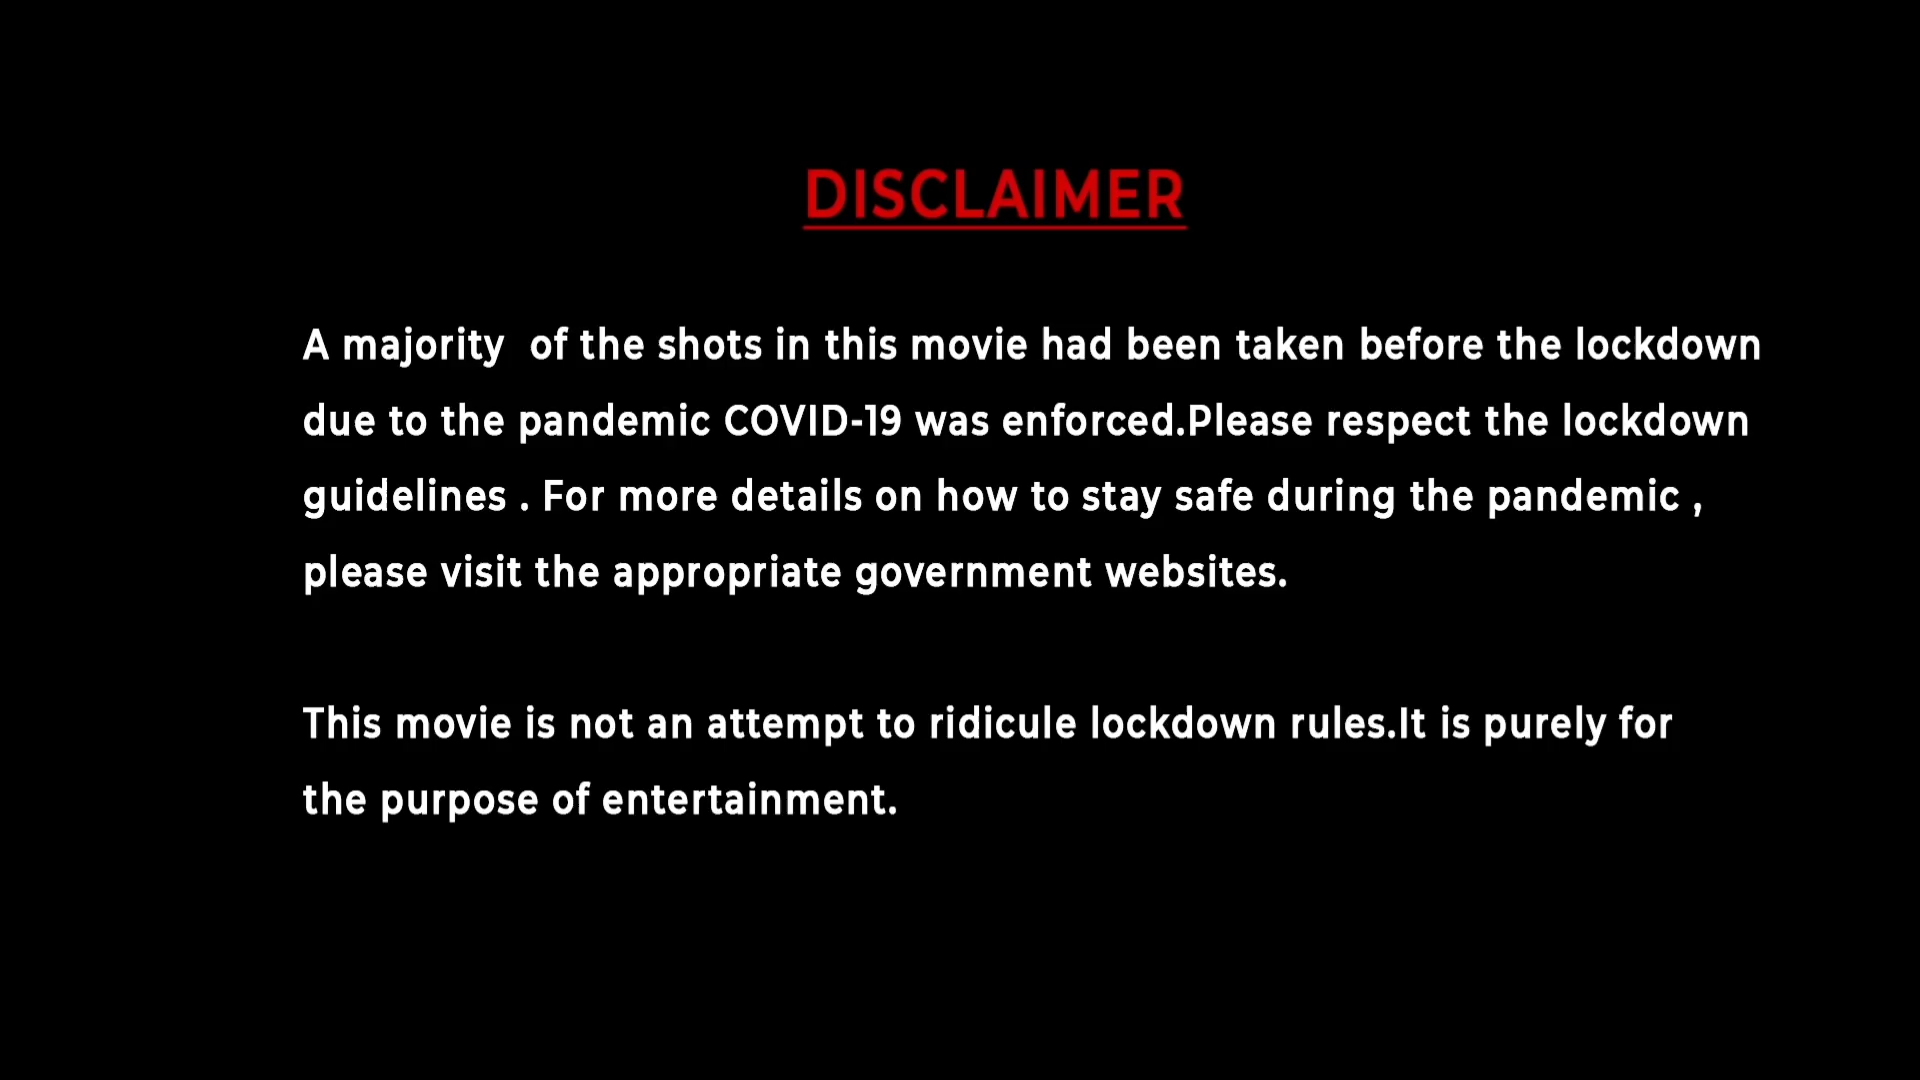 DISCLAIMER
A majority  of the shots in this movie had been taken before the lockdown
due to the pandemic COVID-19 was enforced.Please respect the lockdown
guidelines . For more details on how to stay safe during the pandemic ,
please visit the appropriate government websites.
This movie is not an attempt to ridicule lockdown rules.It is purely for
the purpose of entertainment.